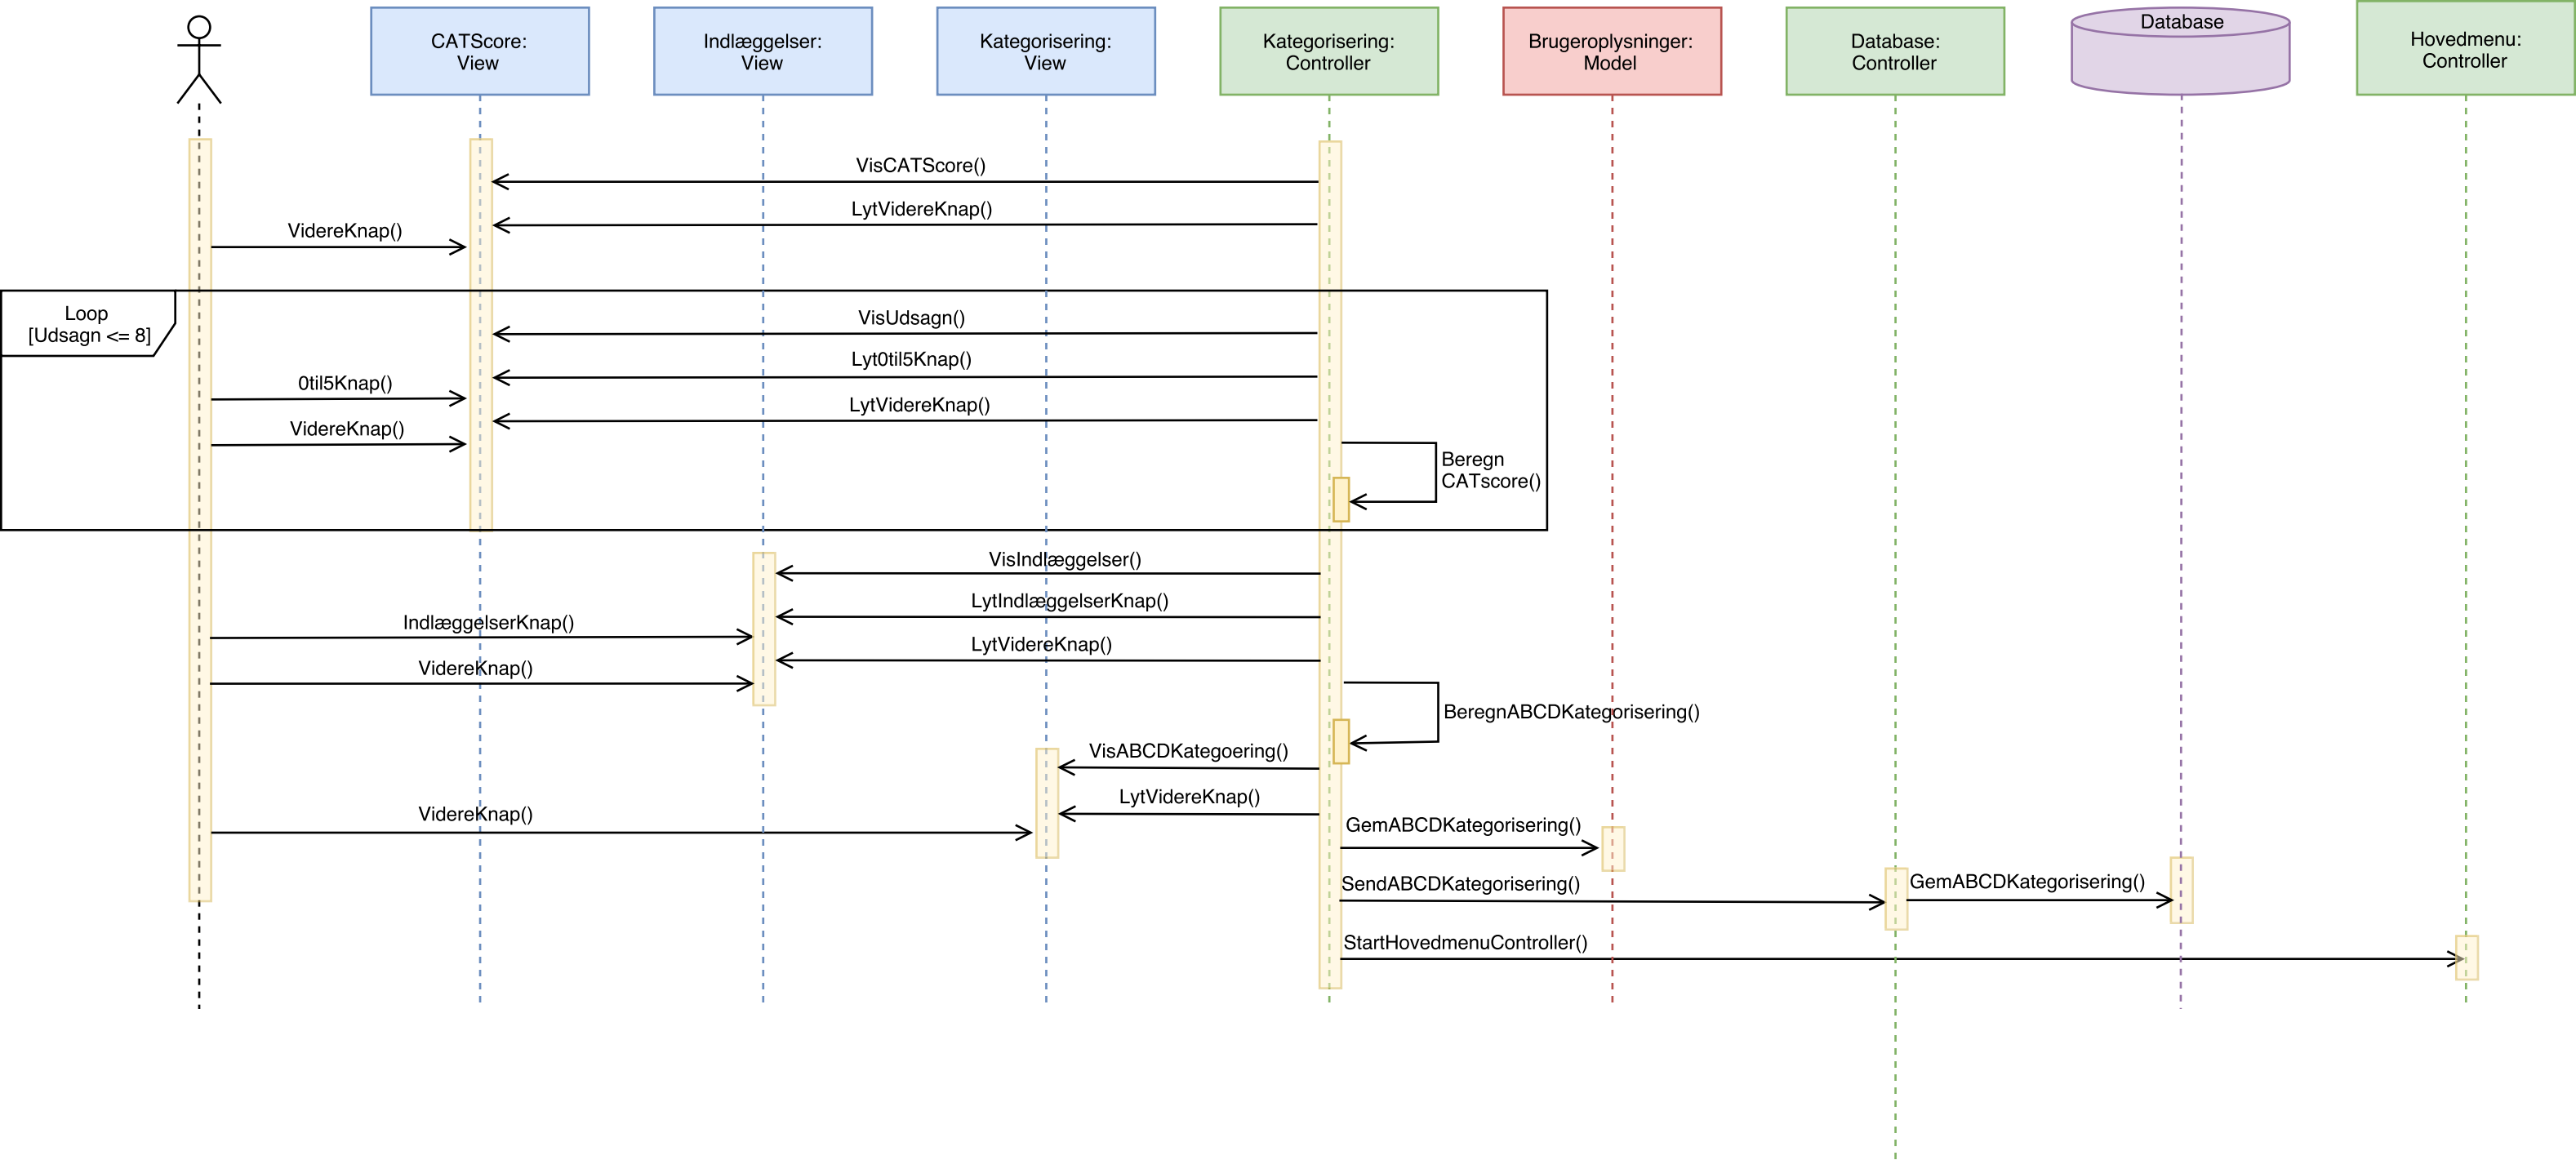 CATScore:
View
Indlæggelser:
View
Kategorisering:
View
Kategorisering:
Controller
Brugeroplysninger:
Model
Database:
Controller
Database
Hovedmenu:
Controller
VisCATScore()
LytVidereKnap()
VidereKnap()
Loop
[Udsagn <= 8]
VisUdsagn()
Lyt0til5Knap()
0til5Knap()
LytVidereKnap()
VidereKnap()
Beregn
CATscore()
VisIndlæggelser()
LytIndlæggelserKnap()
IndlæggelserKnap()
LytVidereKnap()
VidereKnap()
BeregnABCDKategorisering()
VisABCDKategoering()
LytVidereKnap()
VidereKnap()
GemABCDKategorisering()
SendABCDKategorisering()
GemABCDKategorisering()
StartHovedmenuController()